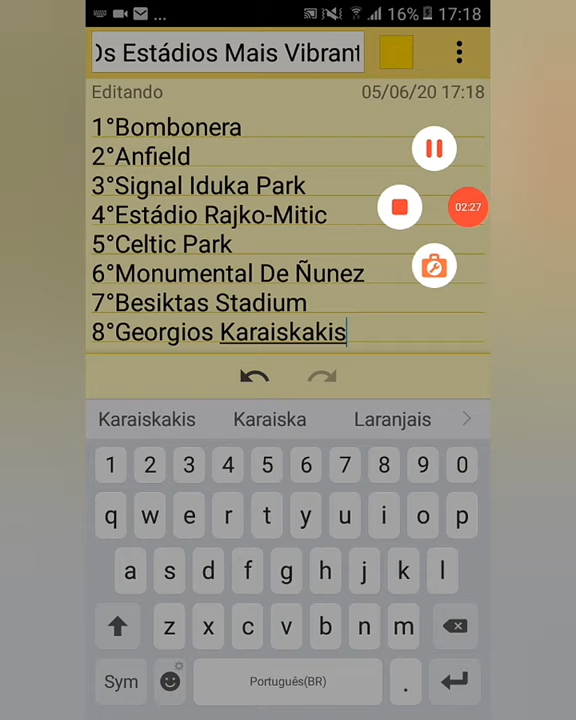 ... 16% 17:18
Os Estádios Mais Vibrant
Editando 05/06/20 17:18
1°Bombonera
2°Anfield
3°Signal Iduka Park
4°Estádio Rajko-Mitic
02:27
5°Celtic Park
6°Monumental De Ñunez
7°Besiktas Stadium
8°Georgios Karaiskakis
Karaiskakis Karaiska Laranjais
1 2 3 4 5 6 7 8 9 0
q w e r t y u i o p
a s d f g h j k l
z x c v b n m
Sym Português(BR) .